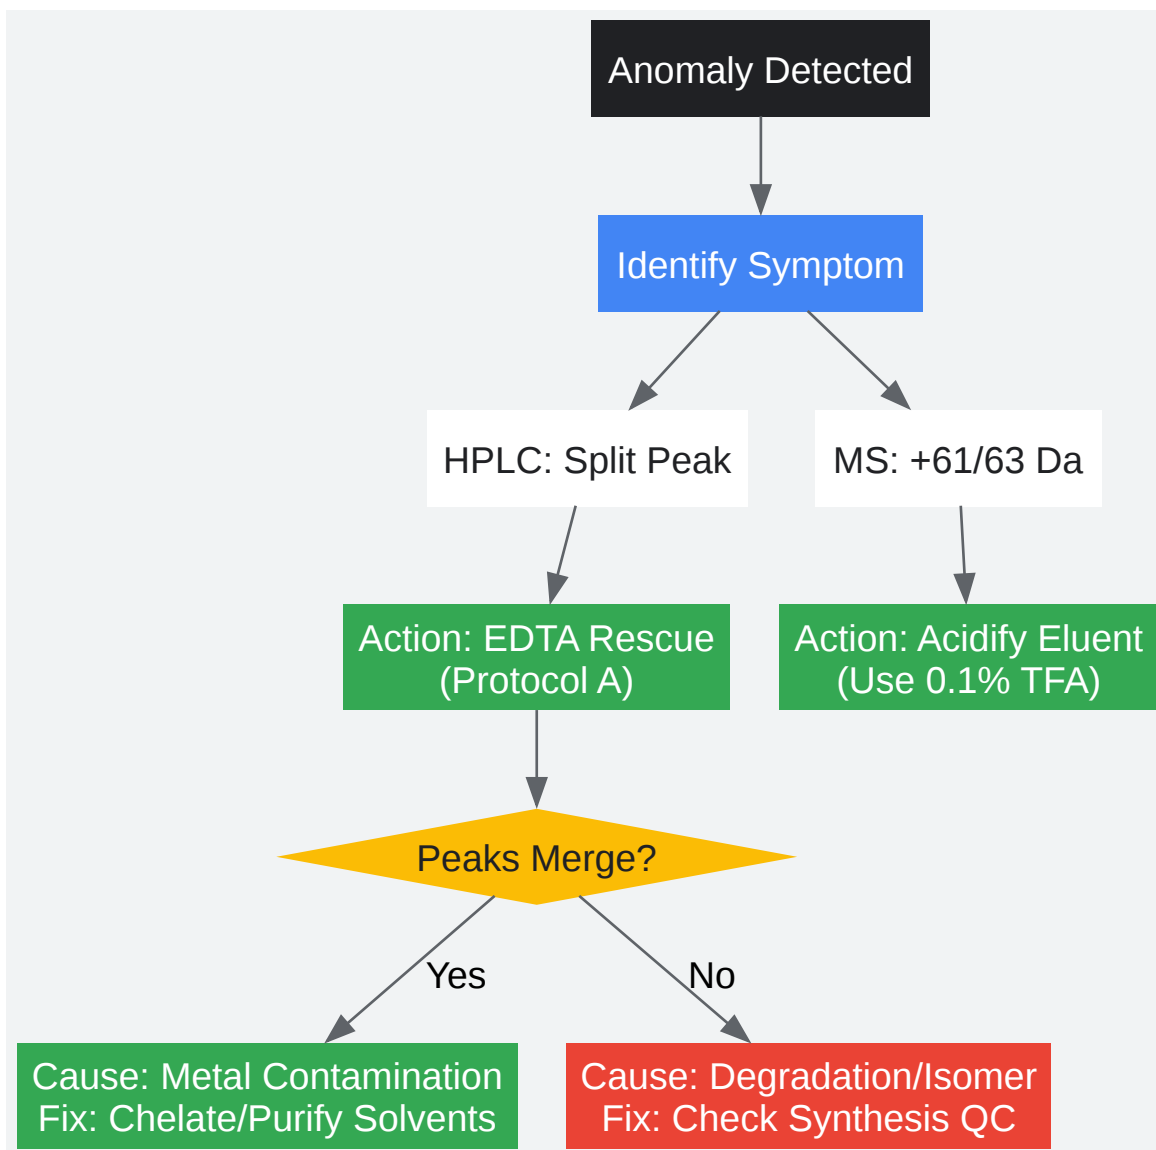 Anomaly Detected
Identify Symptom
HPLC: Split Peak
MS: +61/63 Da
Action: EDTA Rescue
(Protocol A)
Action: Acidify Eluent
(Use 0.1% TFA)
Peaks Merge?
Yes
No
Cause: Metal Contamination
Fix: Chelate/Purify Solvents
Cause: Degradation/Isomer
Fix: Check Synthesis QC